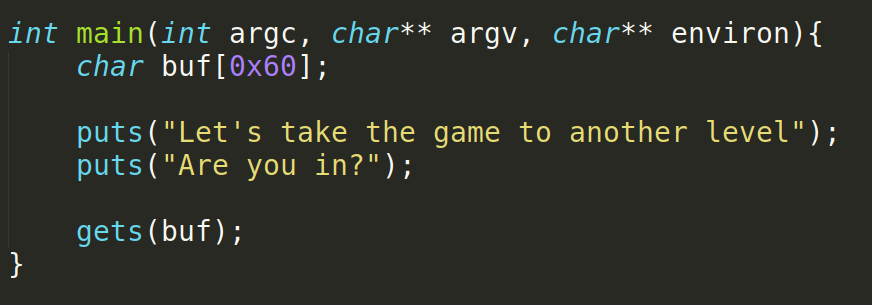 int main(int argc, char** argv, char** environ){
    char buf[0x60];
    puts("Let's take the game to another level");
    puts("Are you in?");
    gets(buf);
}